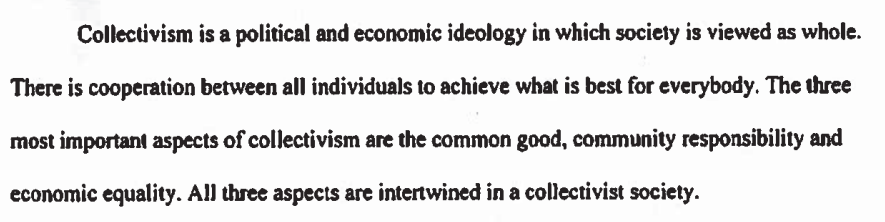 Collectivism is a political and economic ideology in which society is viewed as whole.
There is cooperation between all individuals to achieve what is best for everybody. The three
most important aspects of collectivism are the common good, community responsibility and
economic equality. All three aspects are intertwined in a collectivist society.